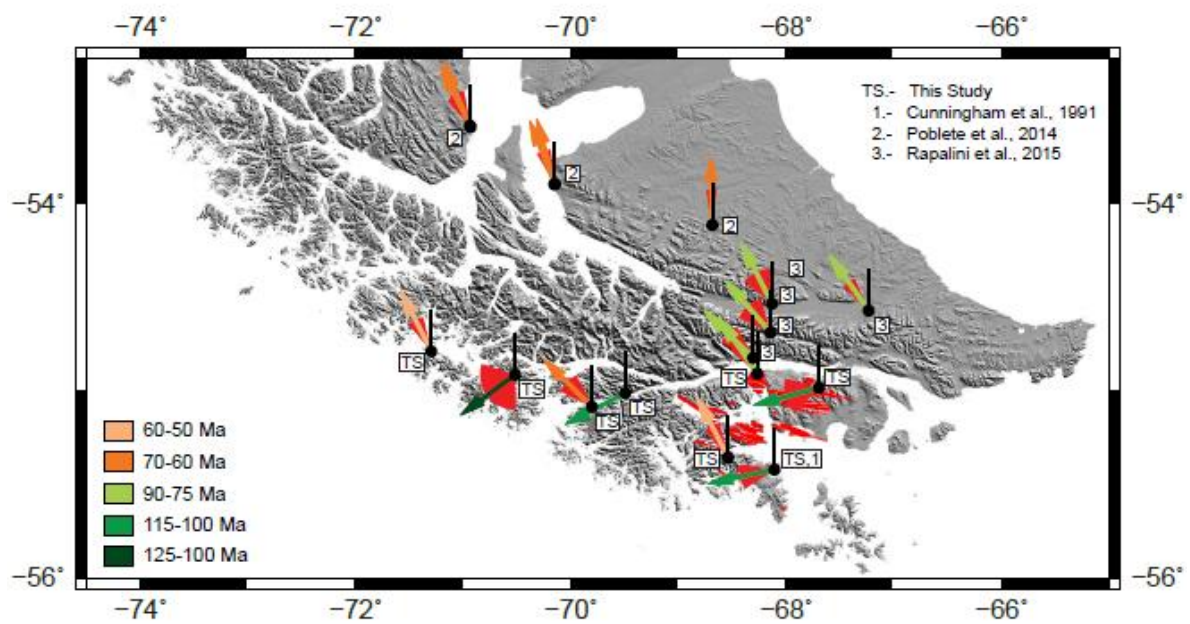 −74° −72° −70° −68° −66°
TS.- This Study
1.- Cunningham et al., 1991
2.- Poblete et al., 2014
3.- Rapalini et al., 2015
2
2
−54° −54°
2
3
3
3
3
3
TS
TS
TS
TS
TS
TS
TS
TS,1
60-50 Ma
70-60 Ma
90-75 Ma
115-100 Ma
125-100 Ma
−56° −56°
−74° −72° −70° −68° −66°